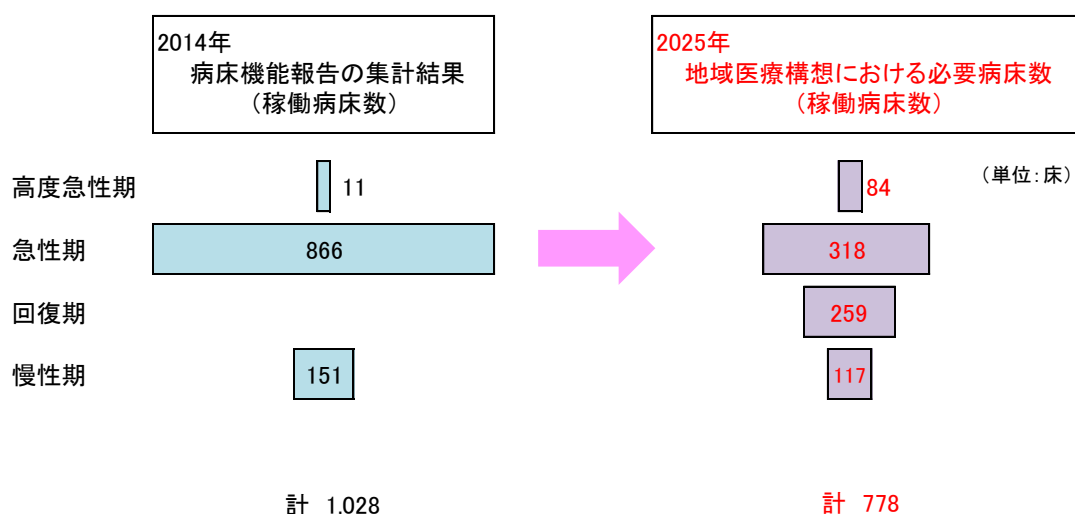 2014年
病床機能報告の集計結果
（稼働病床数）
2025年
地域医療構想における必要病床数
（稼働病床数）
（単位：床）
高度急性期 11 84
急性期 866 318
回復期 259
慢性期 151 117
計 1,028 計 778